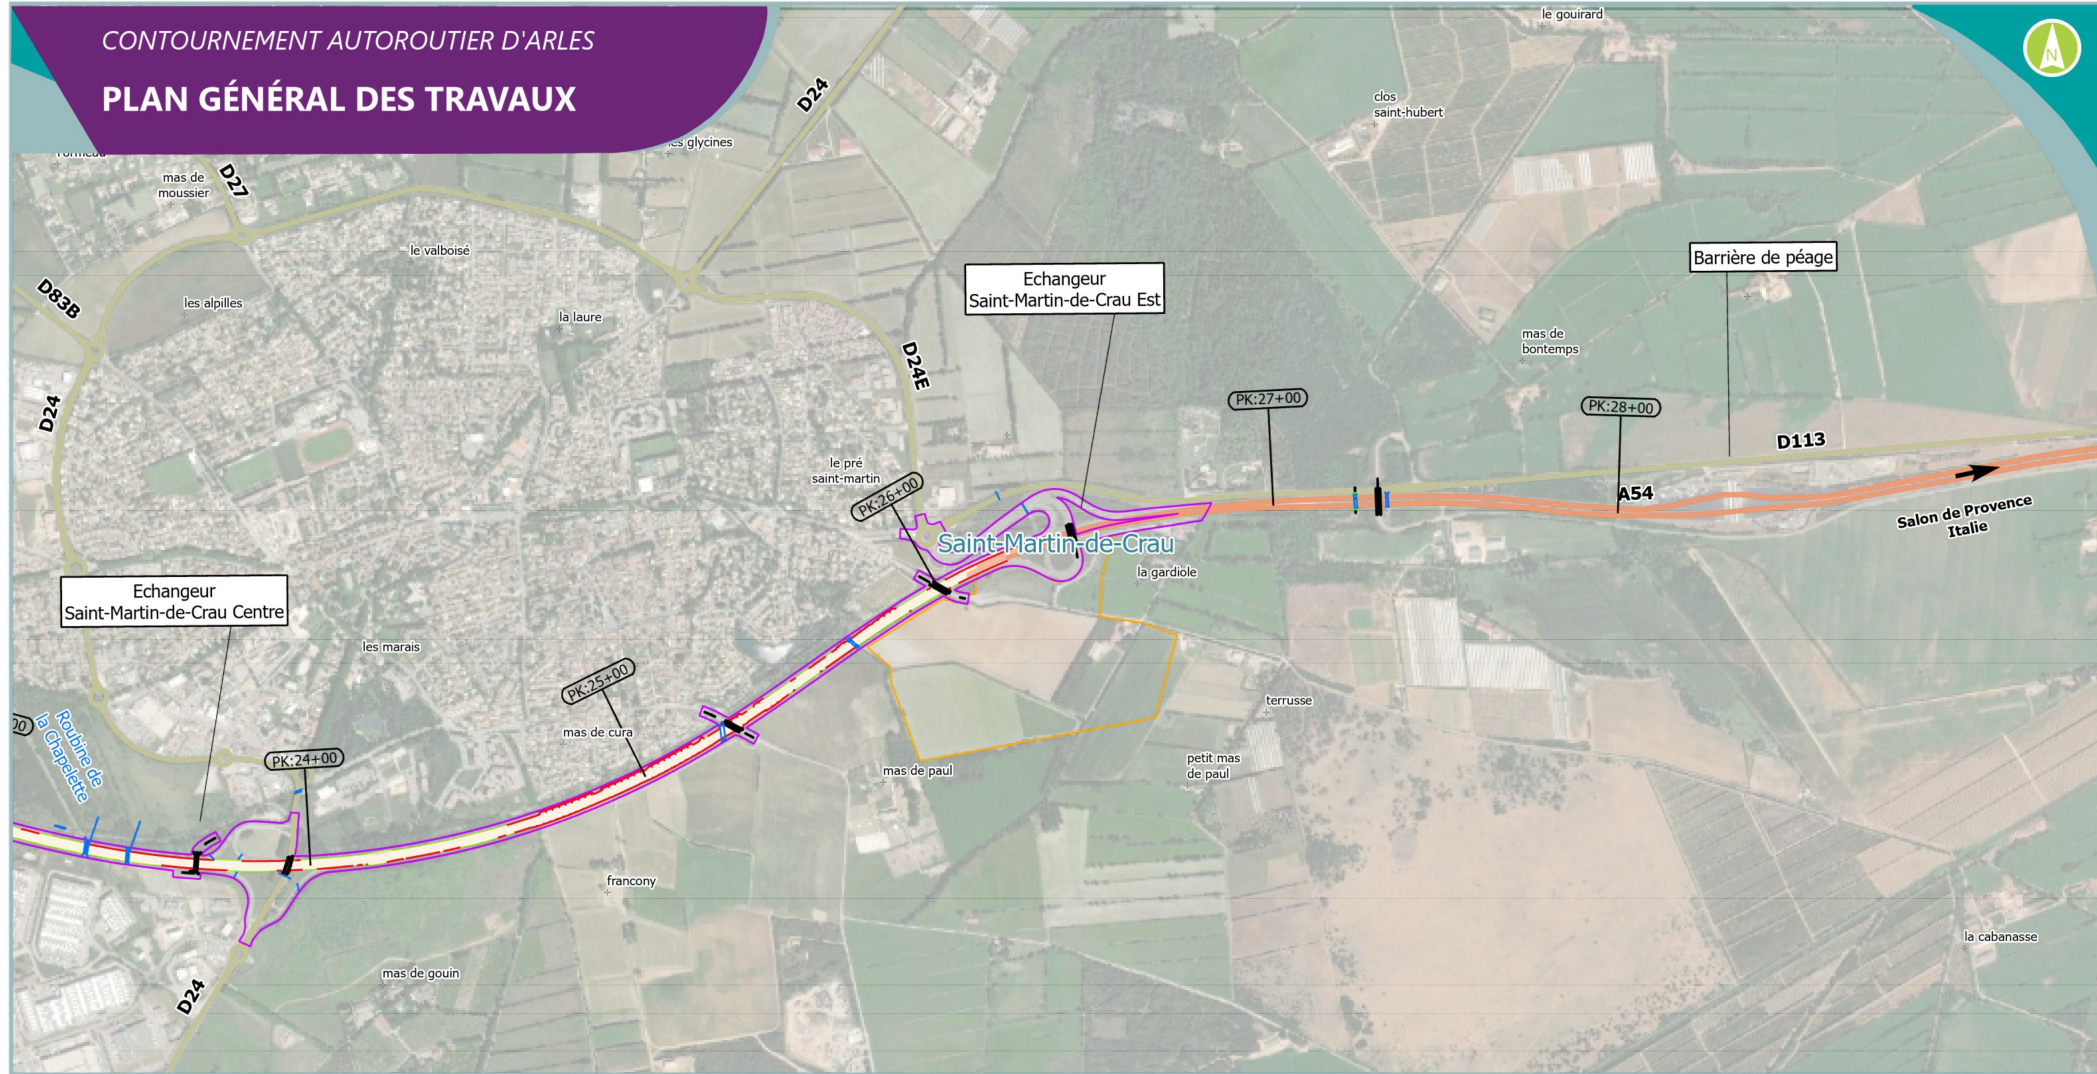 CONTOURNEMENT AUTOROUTIER D'ARLES
PLAN GÉNÉRAL DES TRAVAUX
N
le gouirard
D24
clos
saint-hubert
glycines
mas de
moussier
D27
le valboisé
Barrière de péage
Echangeur
Saint-Martin-de-Crau Est
D83B
les alpilles
la laure
mas de
bontemps
D24E
D24
PK:27+00
PK:28+00
D113
le pré
saint-martin
PK:26+00
A54
Salon de Provence
Italie
Saint-Martin-de-Crau
la gardiole
Echangeur
Saint-Martin-de-Crau Centre
les marais
PK:25+00
terrusse
Roubine de
la Chapelette
mas de cura
PK:24+00
mas de paul
petit mas
de paul
francony
la cabanasse
mas de gouin
D24